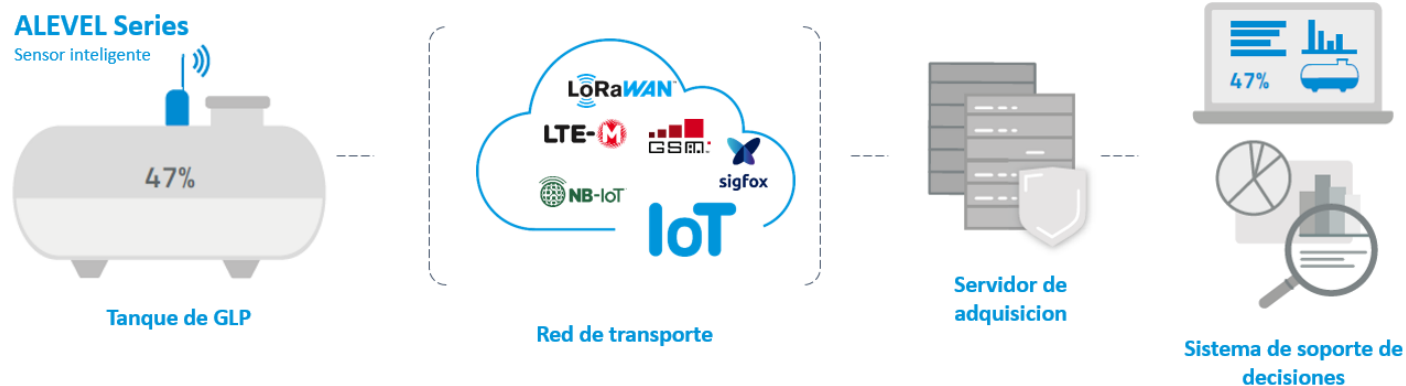 ALEVEL Series
Sensor inteligente
47%
Tanque de GLP
LoRaWAN™
LTE-M
GSM
sigfox
NB-IoT
IoT
Red de transporte
Servidor de
adquisicion
47%
Sistema de soporte de
decisiones